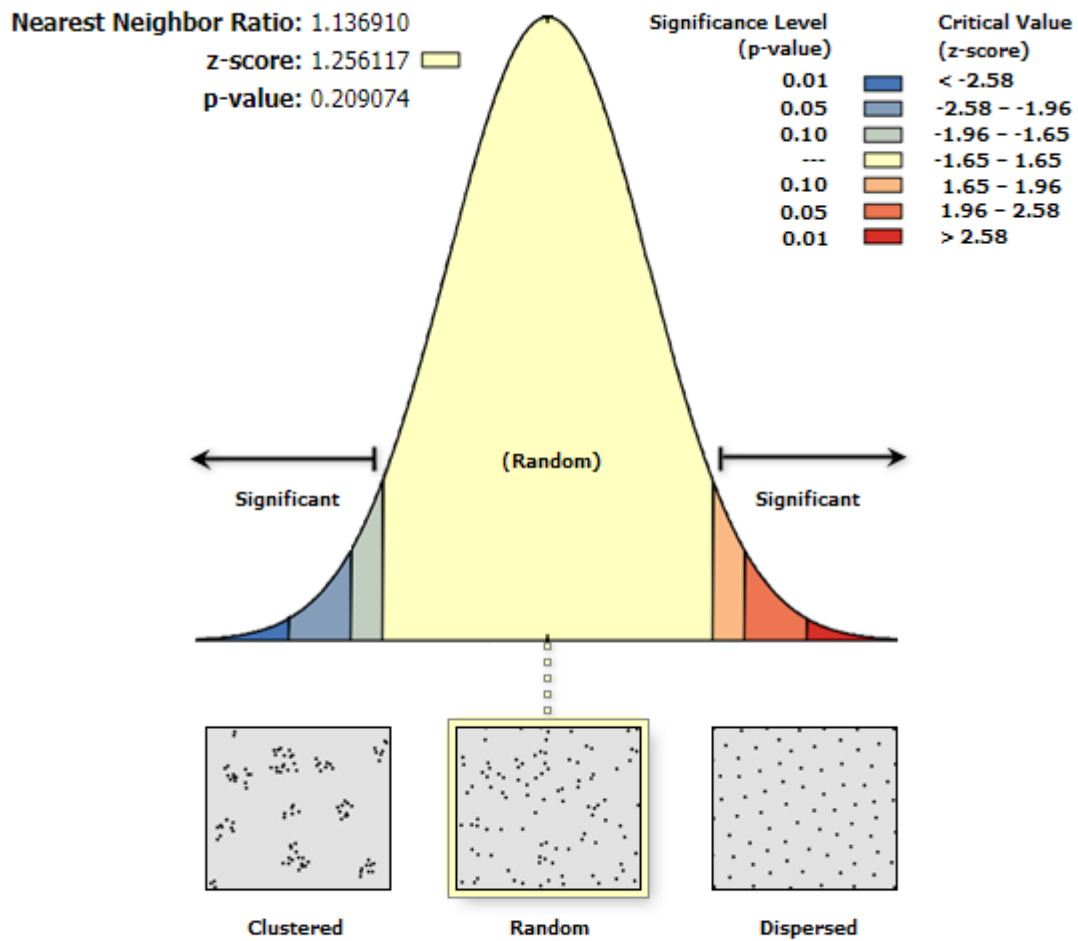 Nearest Neighbor Ratio: 1.136910
z-score: 1.256117
p-value: 0.209074
Significance Level
(p-value)
Critical Value
(z-score)
0.01 < -2.58
0.05 -2.58 – -1.96
0.10 -1.96 – -1.65
--- -1.65 – 1.65
0.10 1.65 – 1.96
0.05 1.96 – 2.58
0.01 > 2.58
(Random)
Significant
Significant
Clustered
Random
Dispersed